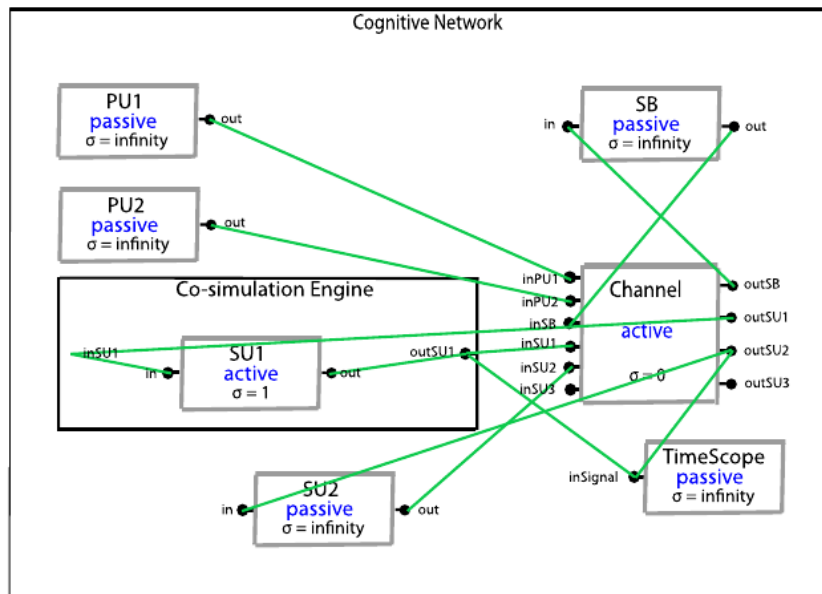 Cognitive Network
PU1
passive
σ = infinity
out
SB
passive
σ = infinity
in
out
PU2
passive
σ = infinity
out
Co-simulation Engine
inSU1
SU1
active
σ = 1
in
out
outSU1
Channel
active
σ = 0
inPU1
inPU2
inSB
inSU1
inSU2
inSU3
outSB
outSU1
outSU2
outSU3
TimeScope
passive
σ = infinity
inSignal
SU2
passive
σ = infinity
in
out